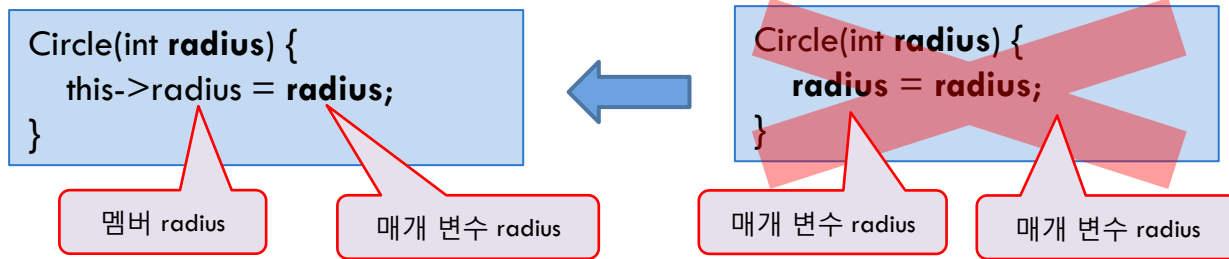 Circle(int radius) {
this->radius = radius;
}
멤버 radius
매개 변수 radius
Circle(int radius) {
radius = radius;
}
매개 변수 radius
매개 변수 radius